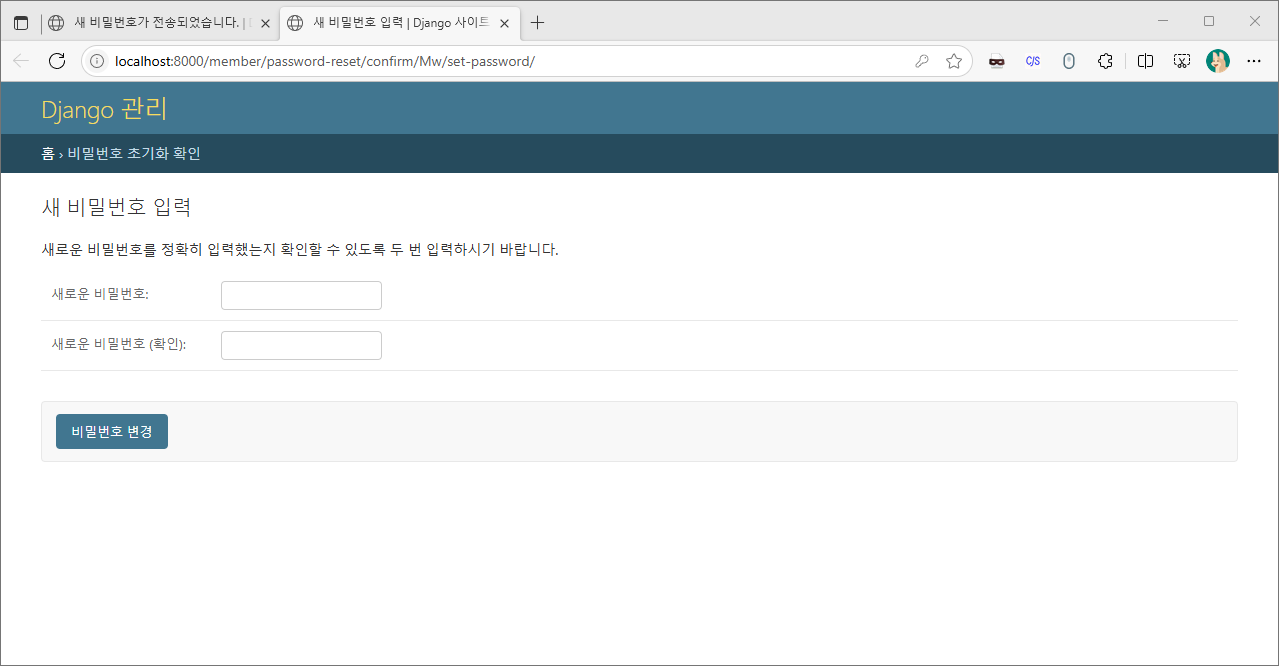 새 비밀번호가 전송되었습니다. |
새 비밀번호 입력 | Django 사이트
localhost:8000/member/password-reset/confirm/Mw/set-password/
C/S
Django 관리
홈 › 비밀번호 초기화 확인
새 비밀번호 입력
새로운 비밀번호를 정확히 입력했는지 확인할 수 있도록 두 번 입력하시기 바랍니다.
새로운 비밀번호:
새로운 비밀번호 (확인):
비밀번호 변경